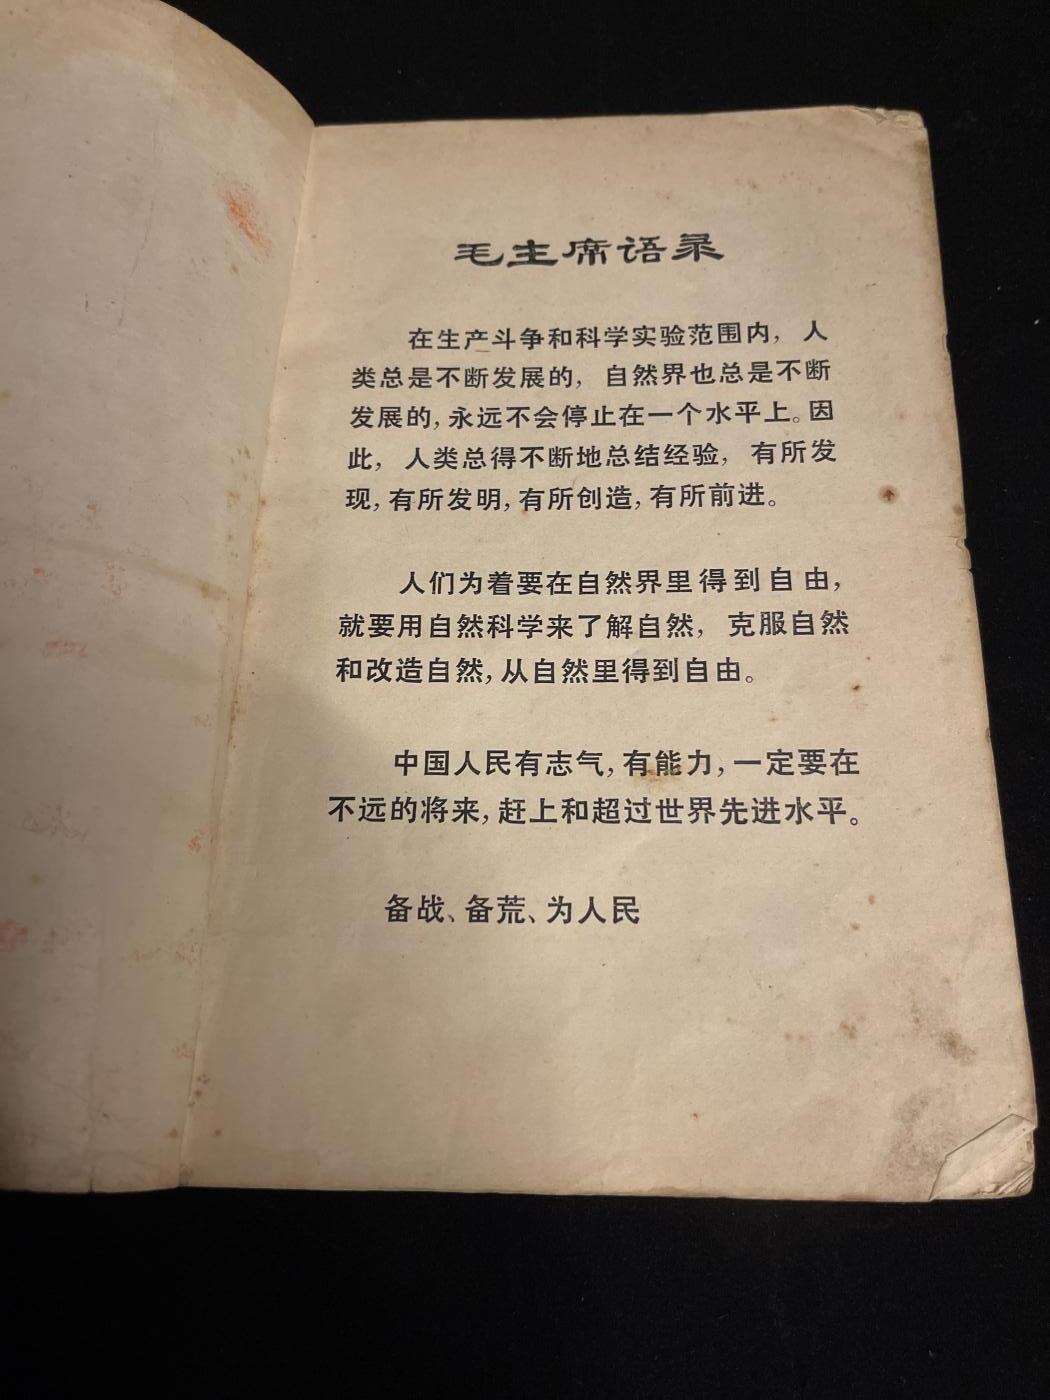 毛主席语录
在生产斗争和科学实验范围内，人
类总是不断发展的，自然界也总是不断
发展的，永远不会停止在一个水平上。因
此，人类总得不断地总结经验，有所发
现，有所发明，有所创造，有所前进。
人们为着要在自然界里得到自由，
就要用自然科学来了解自然，克服自然
和改造自然，从自然里得到自由。
中国人民有志气，有能力，一定要在
不远的将来，赶上和超过世界先进水平。
备战、备荒、为人民